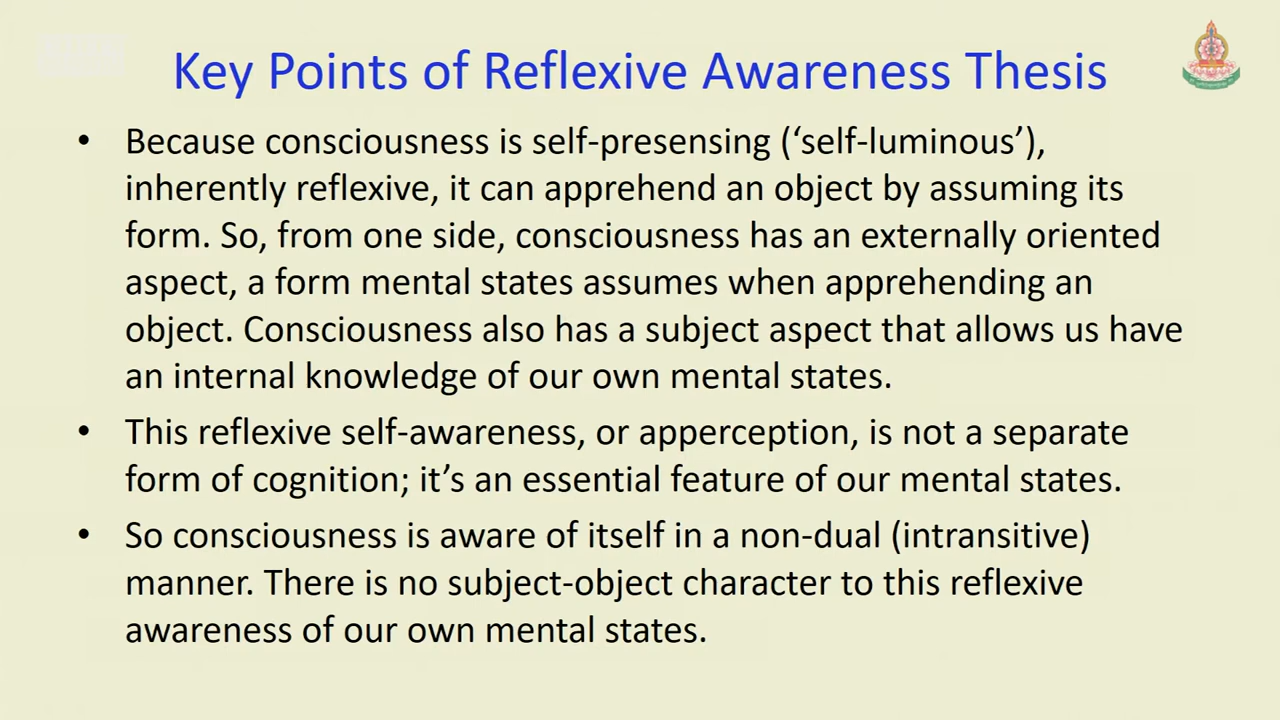 Key Points of Reflexive Awareness Thesis
• Because consciousness is self-presensing (‘self-luminous’),
inherently reflexive, it can apprehend an object by assuming its
form. So, from one side, consciousness has an externally oriented
aspect, a form mental states assumes when apprehending an
object. Consciousness also has a subject aspect that allows us have
an internal knowledge of our own mental states.
• This reflexive self-awareness, or apperception, is not a separate
form of cognition; it’s an essential feature of our mental states.
• So consciousness is aware of itself in a non-dual (intransitive)
manner. There is no subject-object character to this reflexive
awareness of our own mental states.